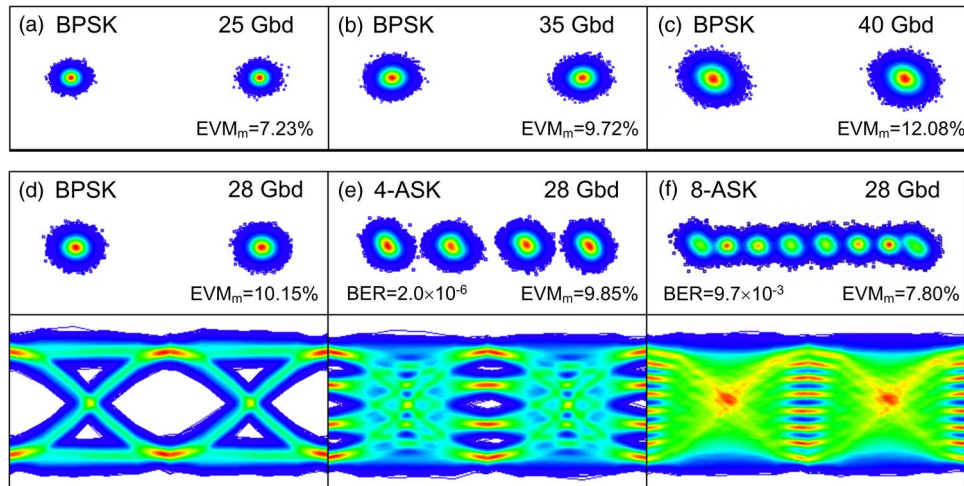 (a) BPSK 25 Gbd
EVMm=7.23%
(b) BPSK 35 Gbd
EVMm=9.72%
(c) BPSK 40 Gbd
EVMm=12.08%
(d) BPSK 28 Gbd
EVMm=10.15%
(e) 4-ASK 28 Gbd
BER=2.0×10⁻⁶ EVMm=9.85%
(f) 8-ASK 28 Gbd
BER=9.7×10⁻³ EVMm=7.80%